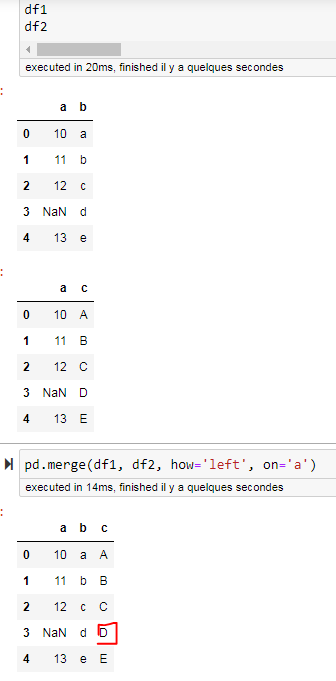 df1
df2
executed in 20ms, finished il y a quelques secondes
:
a b
0 10 a
1 11 b
2 12 c
3 NaN d
4 13 e
:
a c
0 10 A
1 11 B
2 12 C
3 NaN D
4 13 E
pd.merge(df1, df2, how='left', on='a')
executed in 14ms, finished il y a quelques secondes
:
a b c
0 10 a A
1 11 b B
2 12 c C
3 NaN d D
4 13 e E